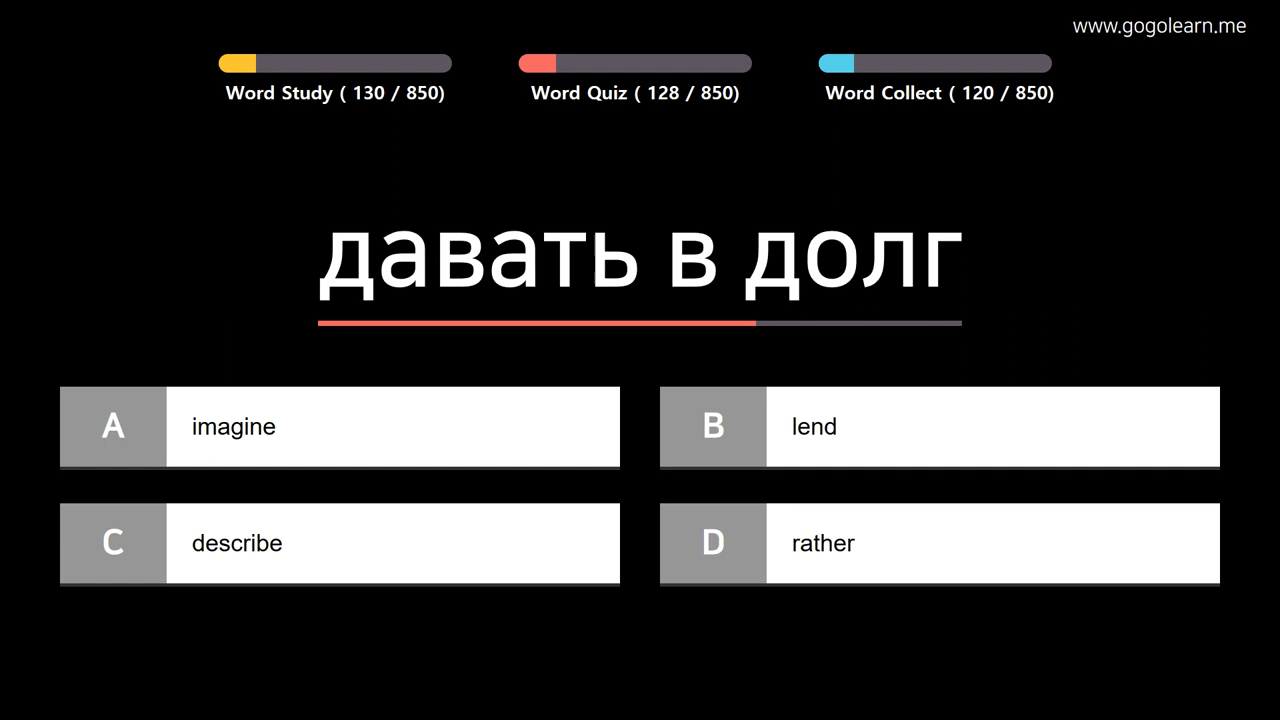 www.gogolearn.me
Word Study ( 130 / 850) Word Quiz ( 128 / 850) Word Collect ( 120 / 850)
давать в долг
A imagine
B lend
C describe
D rather